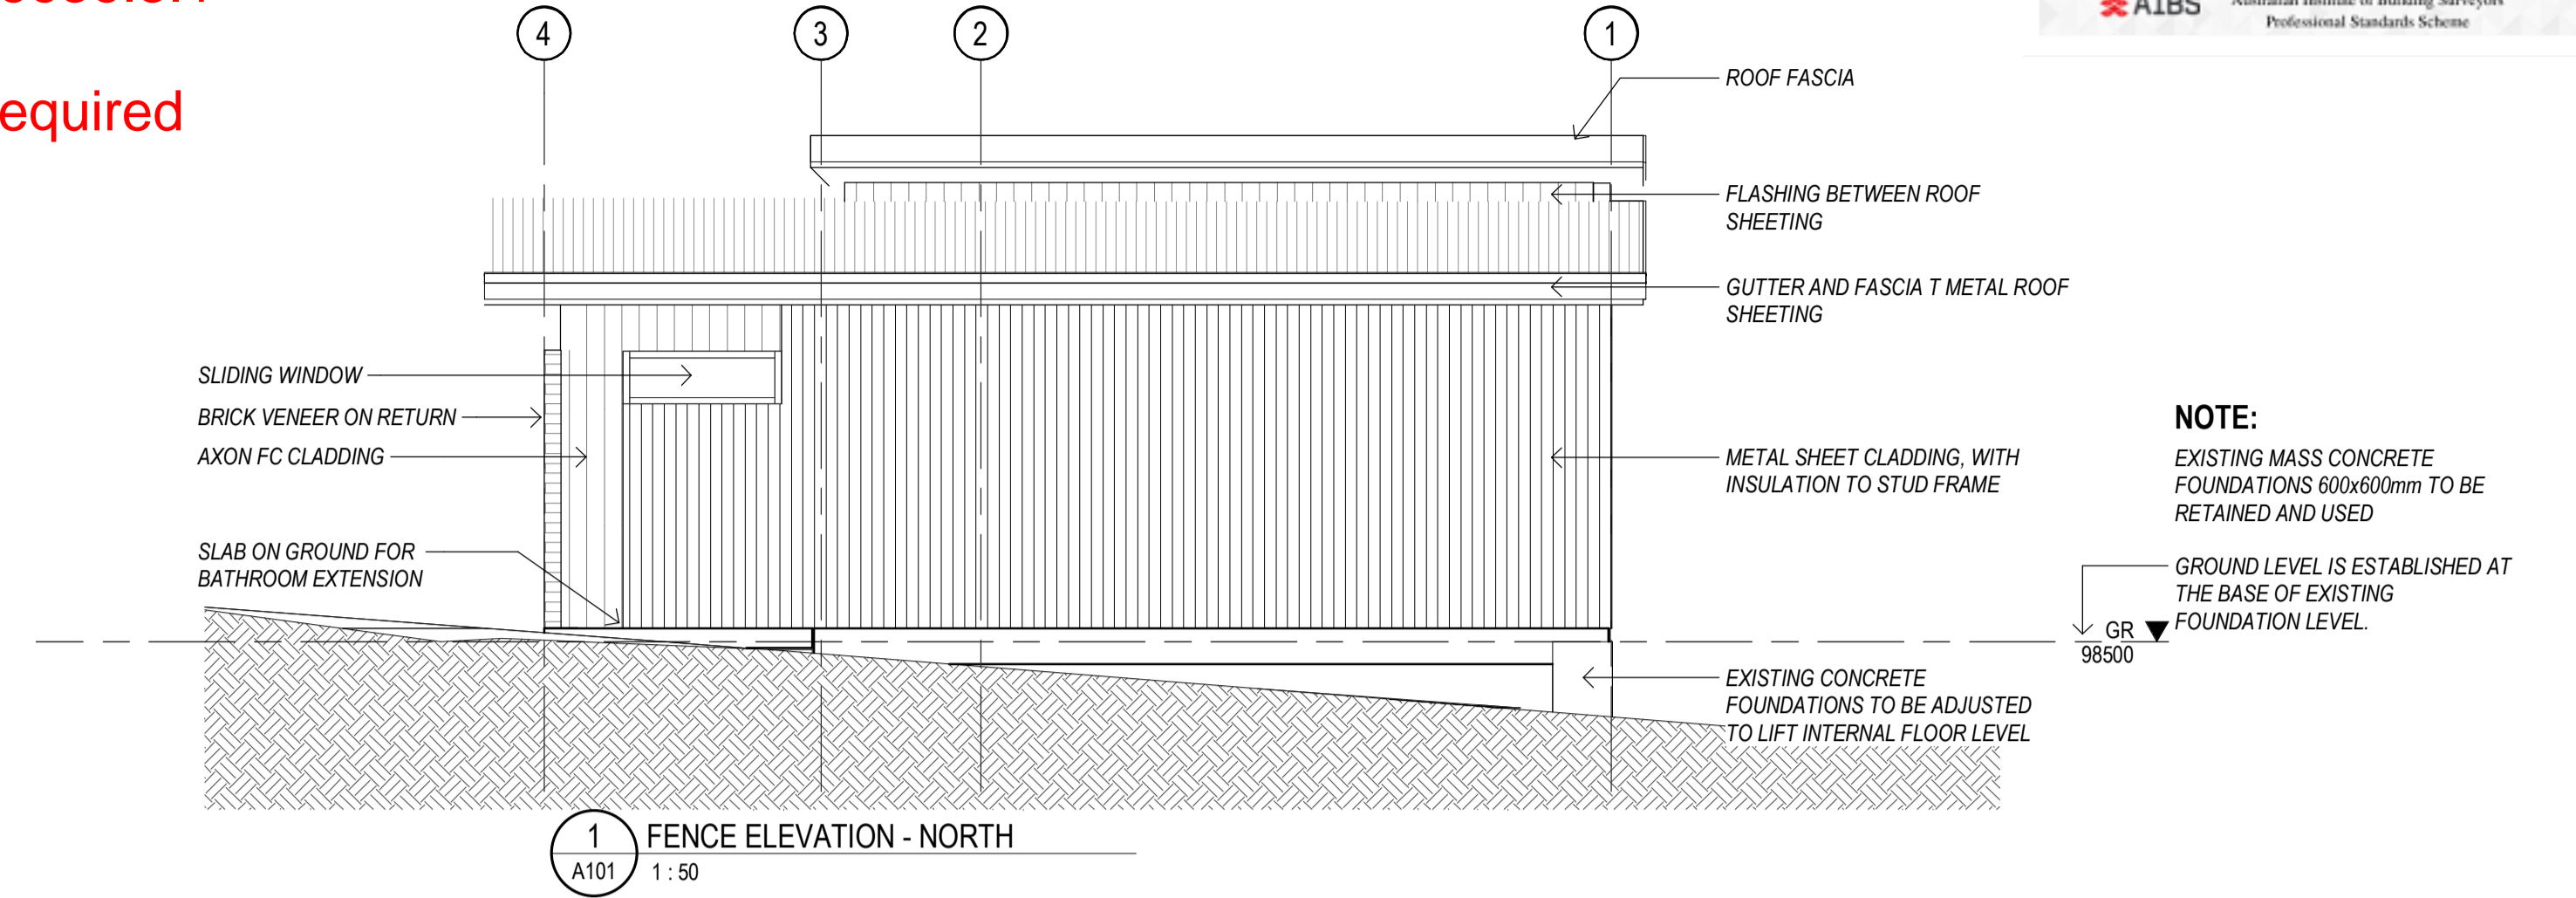 equired
AIBS
Professional Standards Scheme
4
3
2
1
ROOF FASCIA
FLASHING BETWEEN ROOF
SHEETING
GUTTER AND FASCIA T METAL ROOF
SHEETING
SLIDING WINDOW
BRICK VENEER ON RETURN
AXON FC CLADDING
SLAB ON GROUND FOR
BATHROOM EXTENSION
METAL SHEET CLADDING, WITH
INSULATION TO STUD FRAME
NOTE:
EXISTING MASS CONCRETE
FOUNDATIONS 600x600mm TO BE
RETAINED AND USED
GROUND LEVEL IS ESTABLISHED AT
THE BASE OF EXISTING
FOUNDATION LEVEL.
GR
98500
EXISTING CONCRETE
FOUNDATIONS TO BE ADJUSTED
TO LIFT INTERNAL FLOOR LEVEL
1
A101
FENCE ELEVATION - NORTH
1 : 50